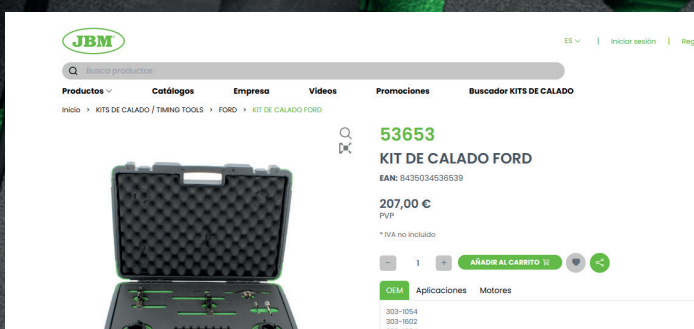 JBM
ES | Iniciar sesión | Reg
Busca productos
Productos Catálogos Empresa Videos Promociones Buscador KITS DE CALADO
Inicio > KITS DE CALADO / TIMING TOOLS > FORD > KIT DE CALADO FORD
53653
KIT DE CALADO FORD
EAN: 8435034536539
207,00 €
PVP
* IVA no incluido
- 1 + AÑADIR AL CARRITO
OEM Aplicaciones Motores
303-1054
303-1602